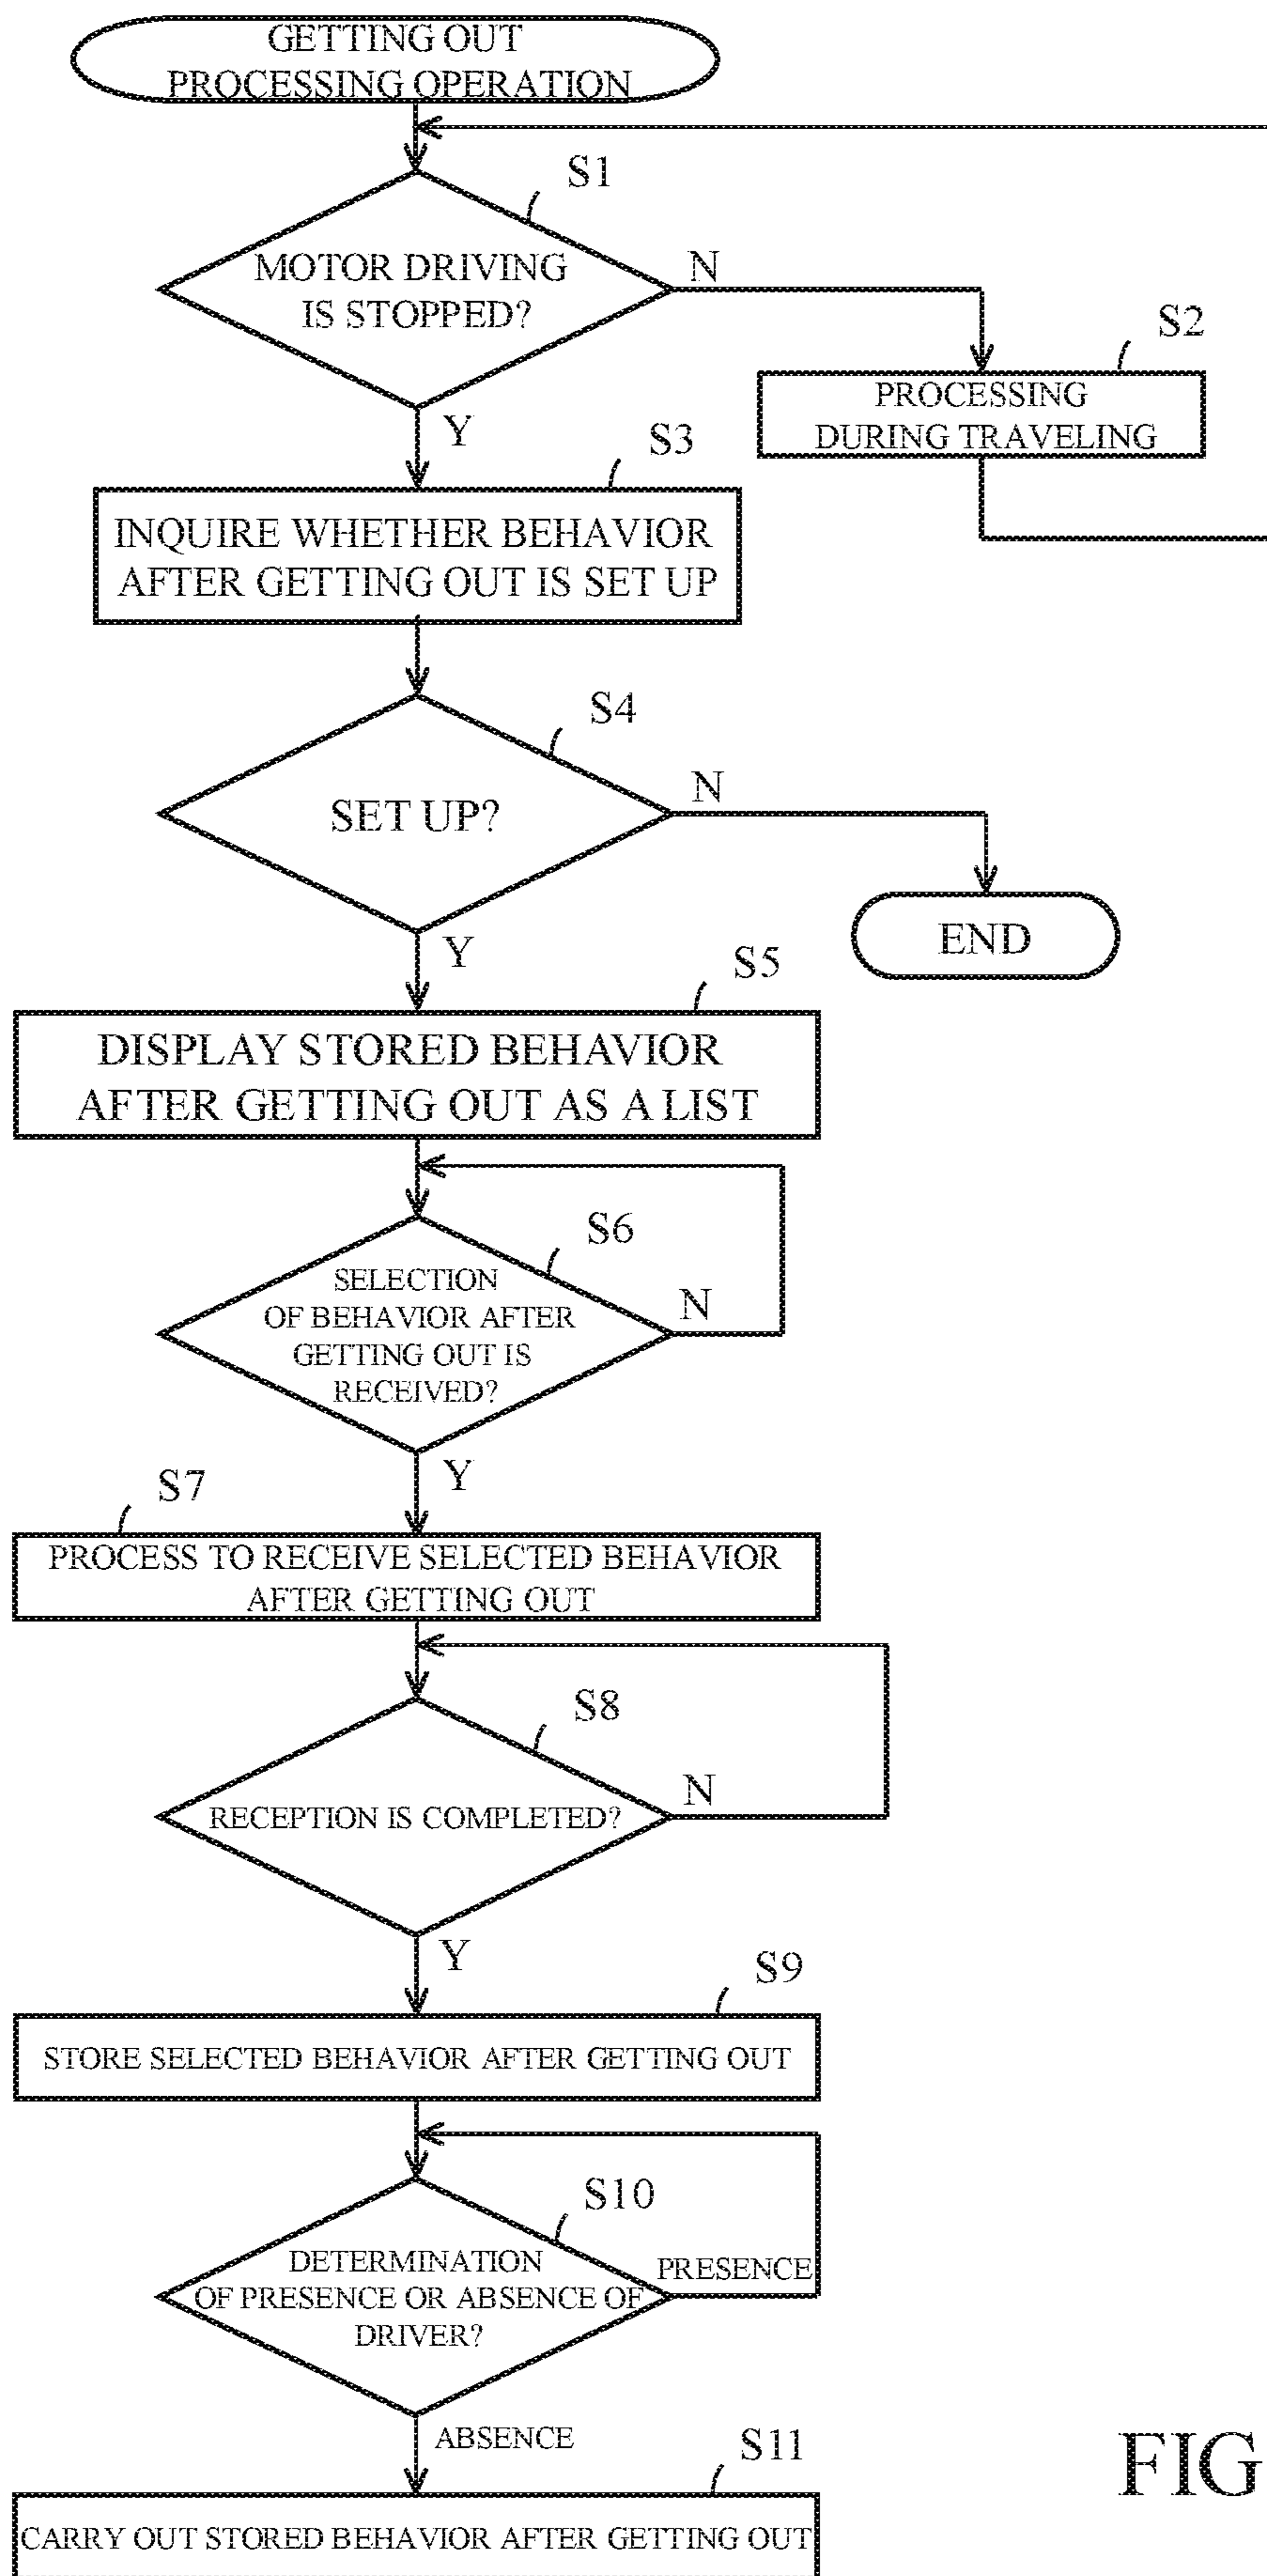 GETTING OUT
PROCESSING OPERATION
S1
MOTOR DRIVING
IS STOPPED?
N
S2
PROCESSING
DURING TRAVELING
Y
S3
INQUIRE WHETHER BEHAVIOR
AFTER GETTING OUT IS SET UP
S4
SET UP?
N
END
Y
S5
DISPLAY STORED BEHAVIOR
AFTER GETTING OUT AS A LIST
S6
SELECTION
OF BEHAVIOR AFTER
GETTING OUT IS
RECEIVED?
N
Y
S7
PROCESS TO RECEIVE SELECTED BEHAVIOR
AFTER GETTING OUT
S8
RECEPTION IS COMPLETED?
N
Y
S9
STORE SELECTED BEHAVIOR AFTER GETTING OUT
S10
DETERMINATION
OF PRESENCE OR ABSENCE OF
DRIVER?
PRESENCE
ABSENCE
S11
CARRY OUT STORED BEHAVIOR AFTER GETTING OUT
FIG